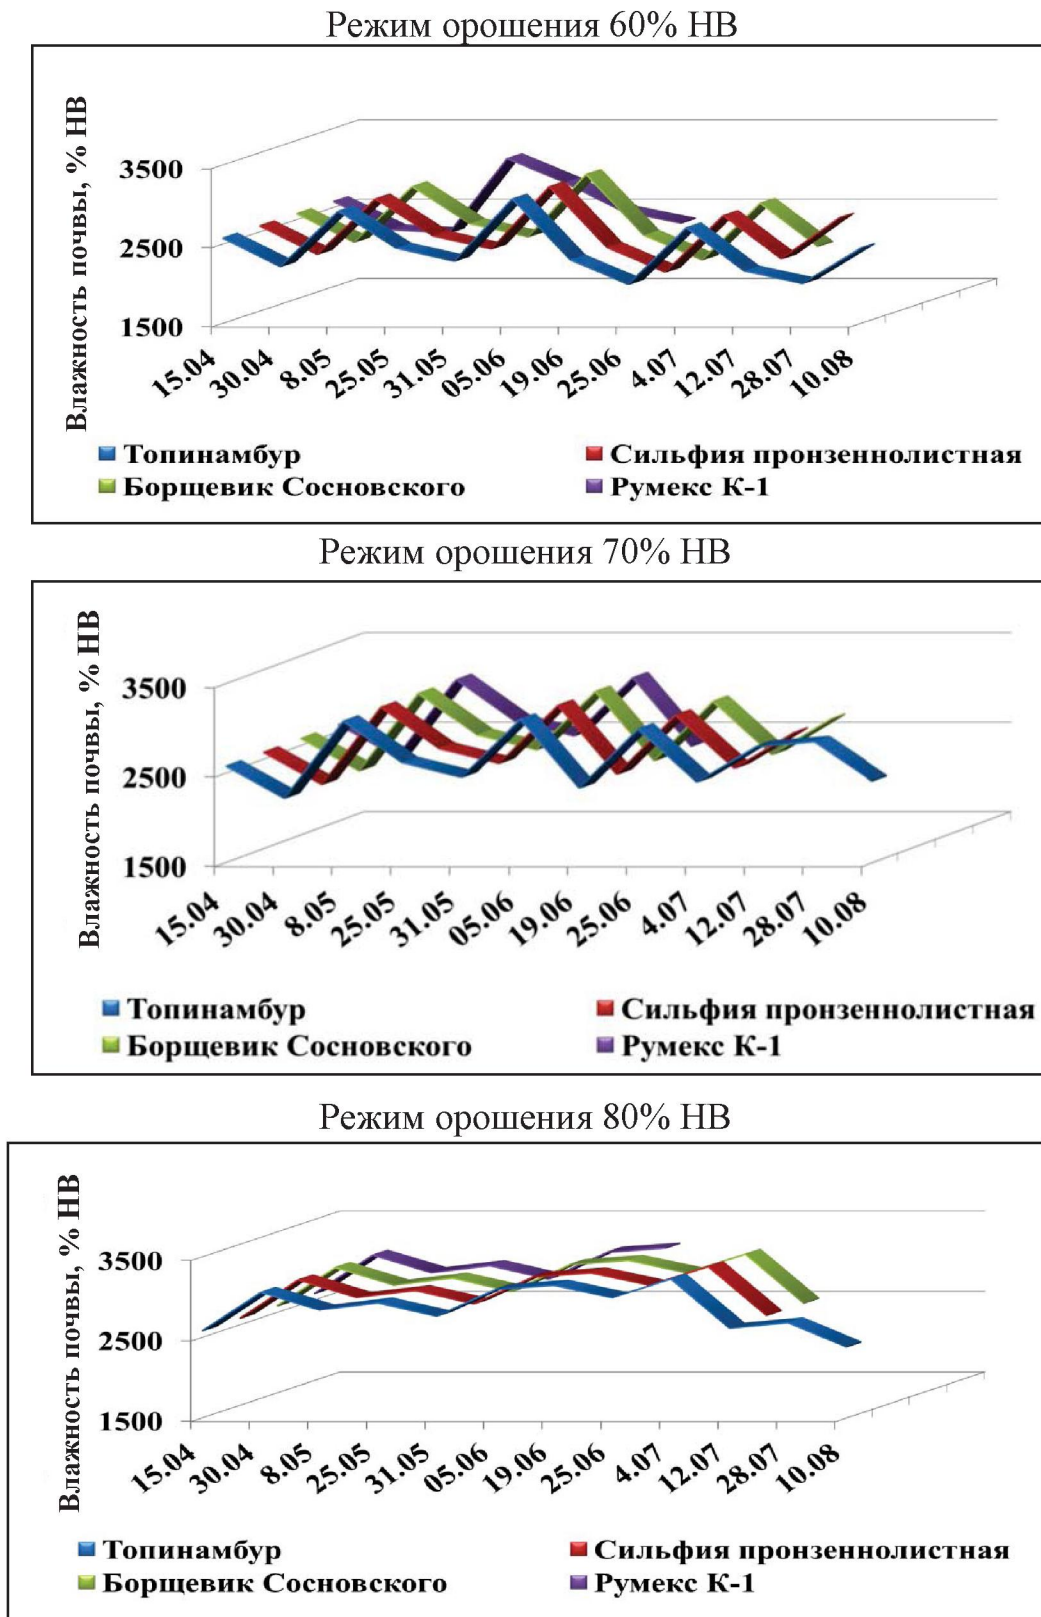 Режим орошения 60% НВ
Влажность почвы, % НВ
3500
2500
1500
15.04 30.04 8.05 25.05 31.05 05.06 19.06 25.06 4.07 12.07 28.07 10.08
Топинамбур Сильфия пронзеннолистная
Борщевик Сосновского Румекс К-1
Режим орошения 70% НВ
Влажность почвы, % НВ
3500
2500
1500
15.04 30.04 8.05 25.05 31.05 05.06 19.06 25.06 4.07 12.07 28.07 10.08
Топинамбур Сильфия пронзеннолистная
Борщевик Сосновского Румекс К-1
Режим орошения 80% НВ
Влажность почвы, % НВ
3500
2500
1500
15.04 30.04 8.05 25.05 31.05 05.06 19.06 25.06 4.07 12.07 28.07 10.08
Топинамбур Сильфия пронзеннолистная
Борщевик Сосновского Румекс К-1